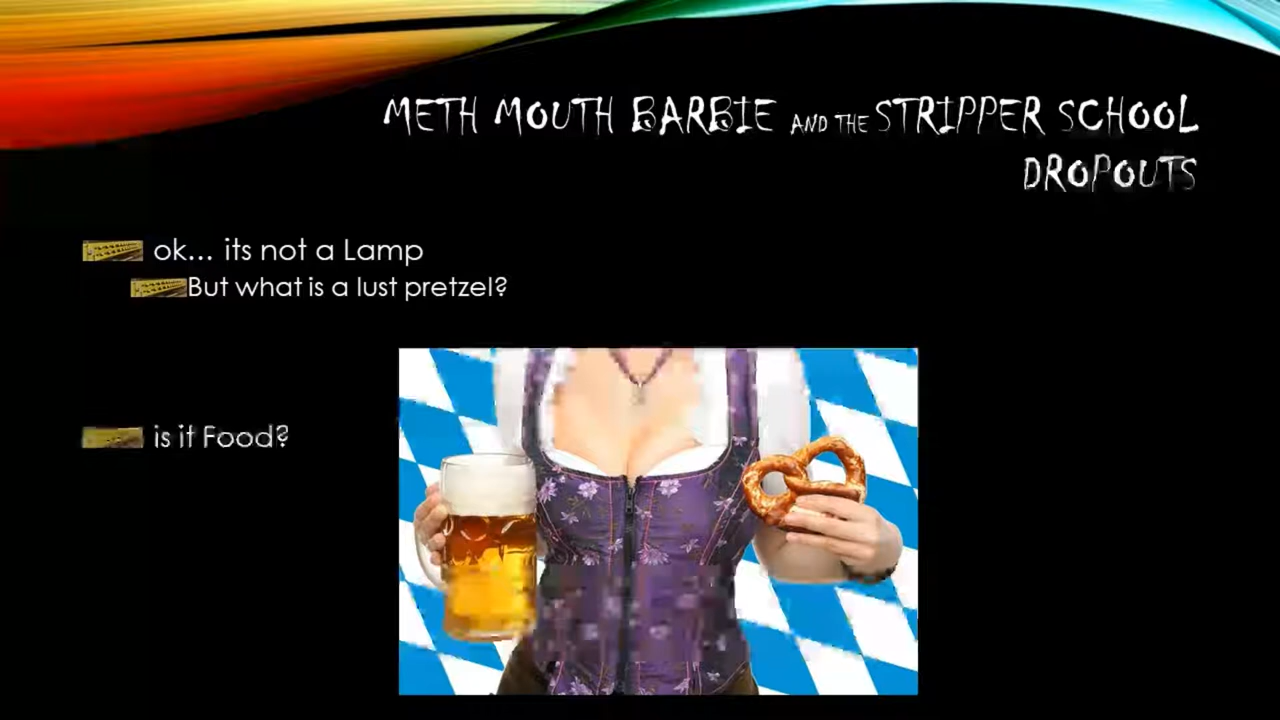 METH MOUTH BARBIE AND THE STRIPPER SCHOOL
DROPOUTS
ok... its not a Lamp
But what is a lust pretzel?
is it Food?